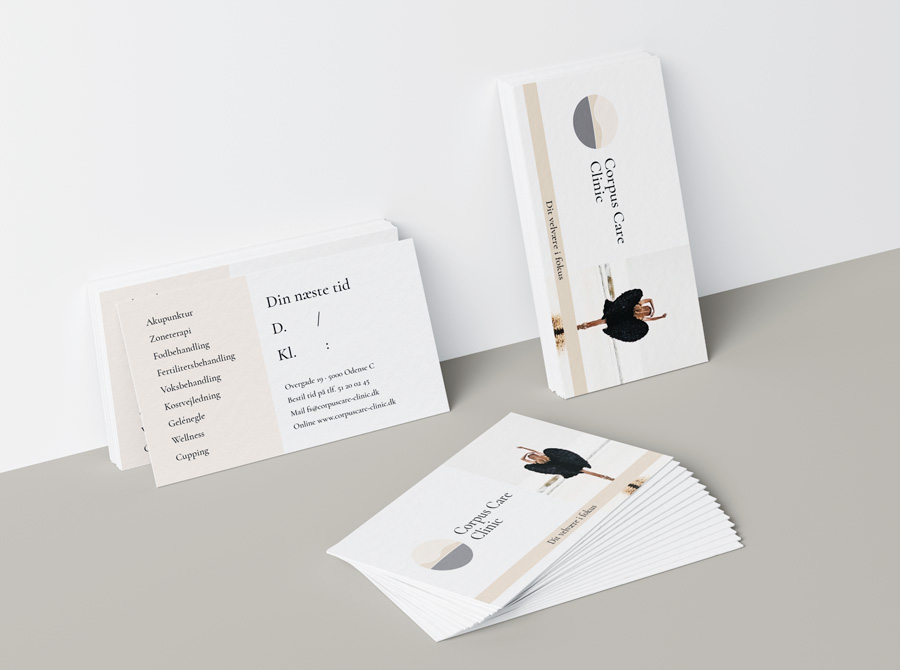 Akupunktur
Zoneterapi
Fodbehandling
Fertilitetsbehandling
Voksbehandling
Kostvejledning
Gelénegle
Wellness
Cupping
Din næste tid
D. /
Kl. :
Overgade 19 · 5000 Odense C
Bestil tid på tlf. 51 20 02 45
Mail fs@corpuscare-clinic.dk
Online www.corpuscare-clinic.dk
Corpus Care
Clinic
Dit velvære i fokus
Corpus Care
Clinic
Dit velvære i fokus